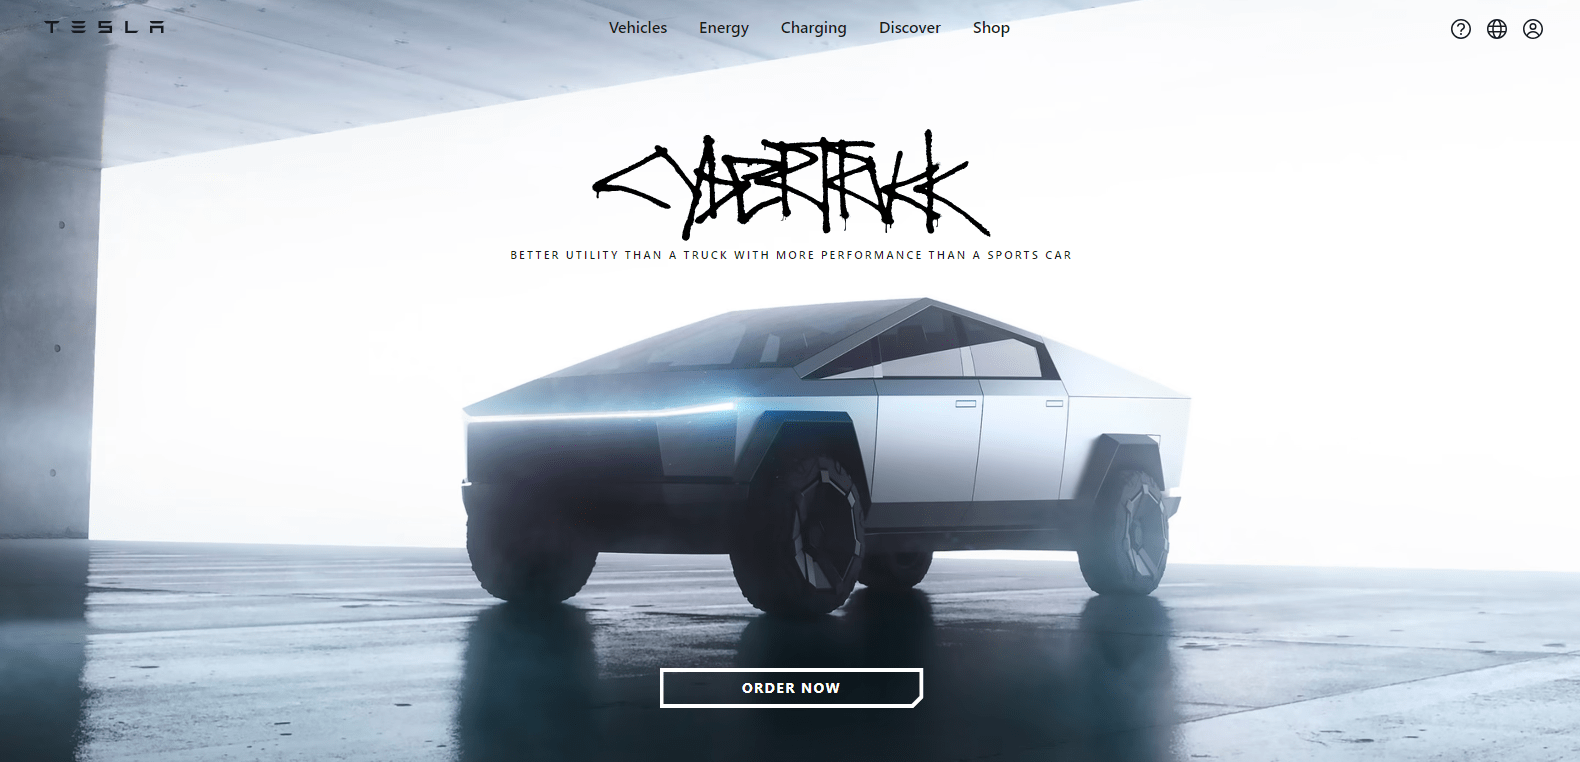 TESLA
Vehicles Energy Charging Discover Shop
CYBERTRUCK
BETTER UTILITY THAN A TRUCK WITH MORE PERFORMANCE THAN A SPORTS CAR
ORDER NOW